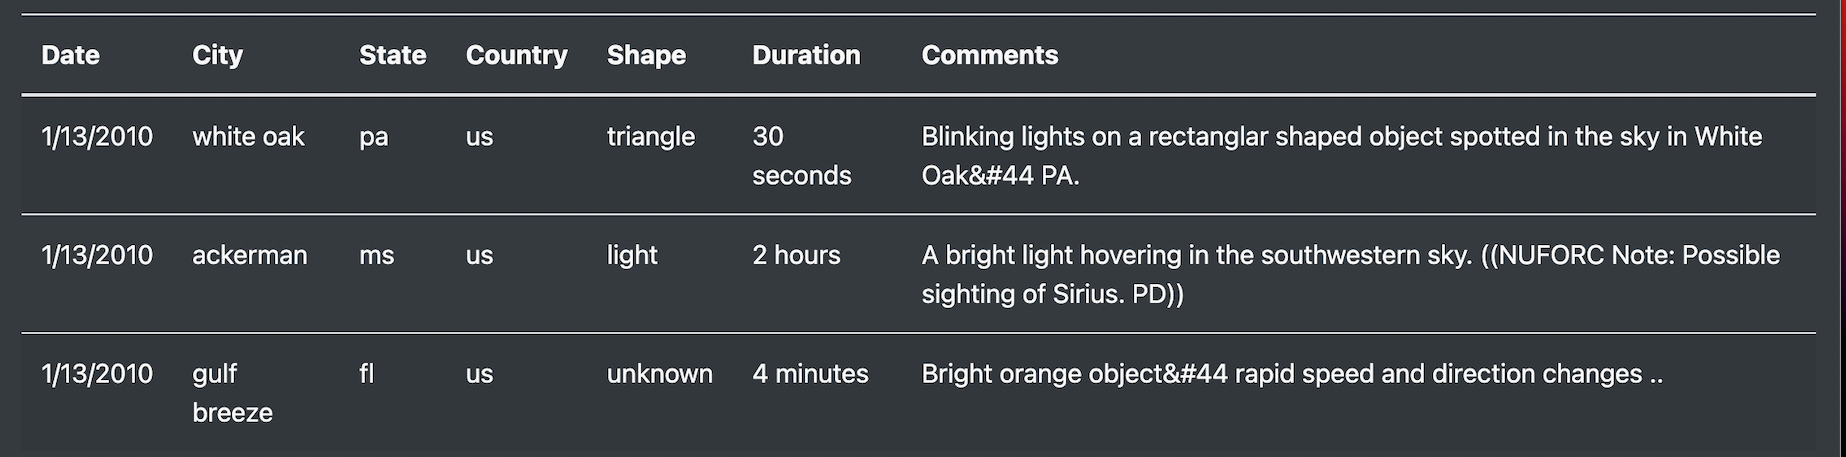 Date City State Country Shape Duration Comments
1/13/2010 white oak pa us triangle 30 Blinking lights on a rectanglar shaped object spotted in the sky in White
seconds Oak&#44 PA.
1/13/2010 ackerman ms us light 2 hours A bright light hovering in the southwestern sky. ((NUFORC Note: Possible
sighting of Sirius. PD))
1/13/2010 gulf fl us unknown 4 minutes Bright orange object&#44 rapid speed and direction changes ..
breeze